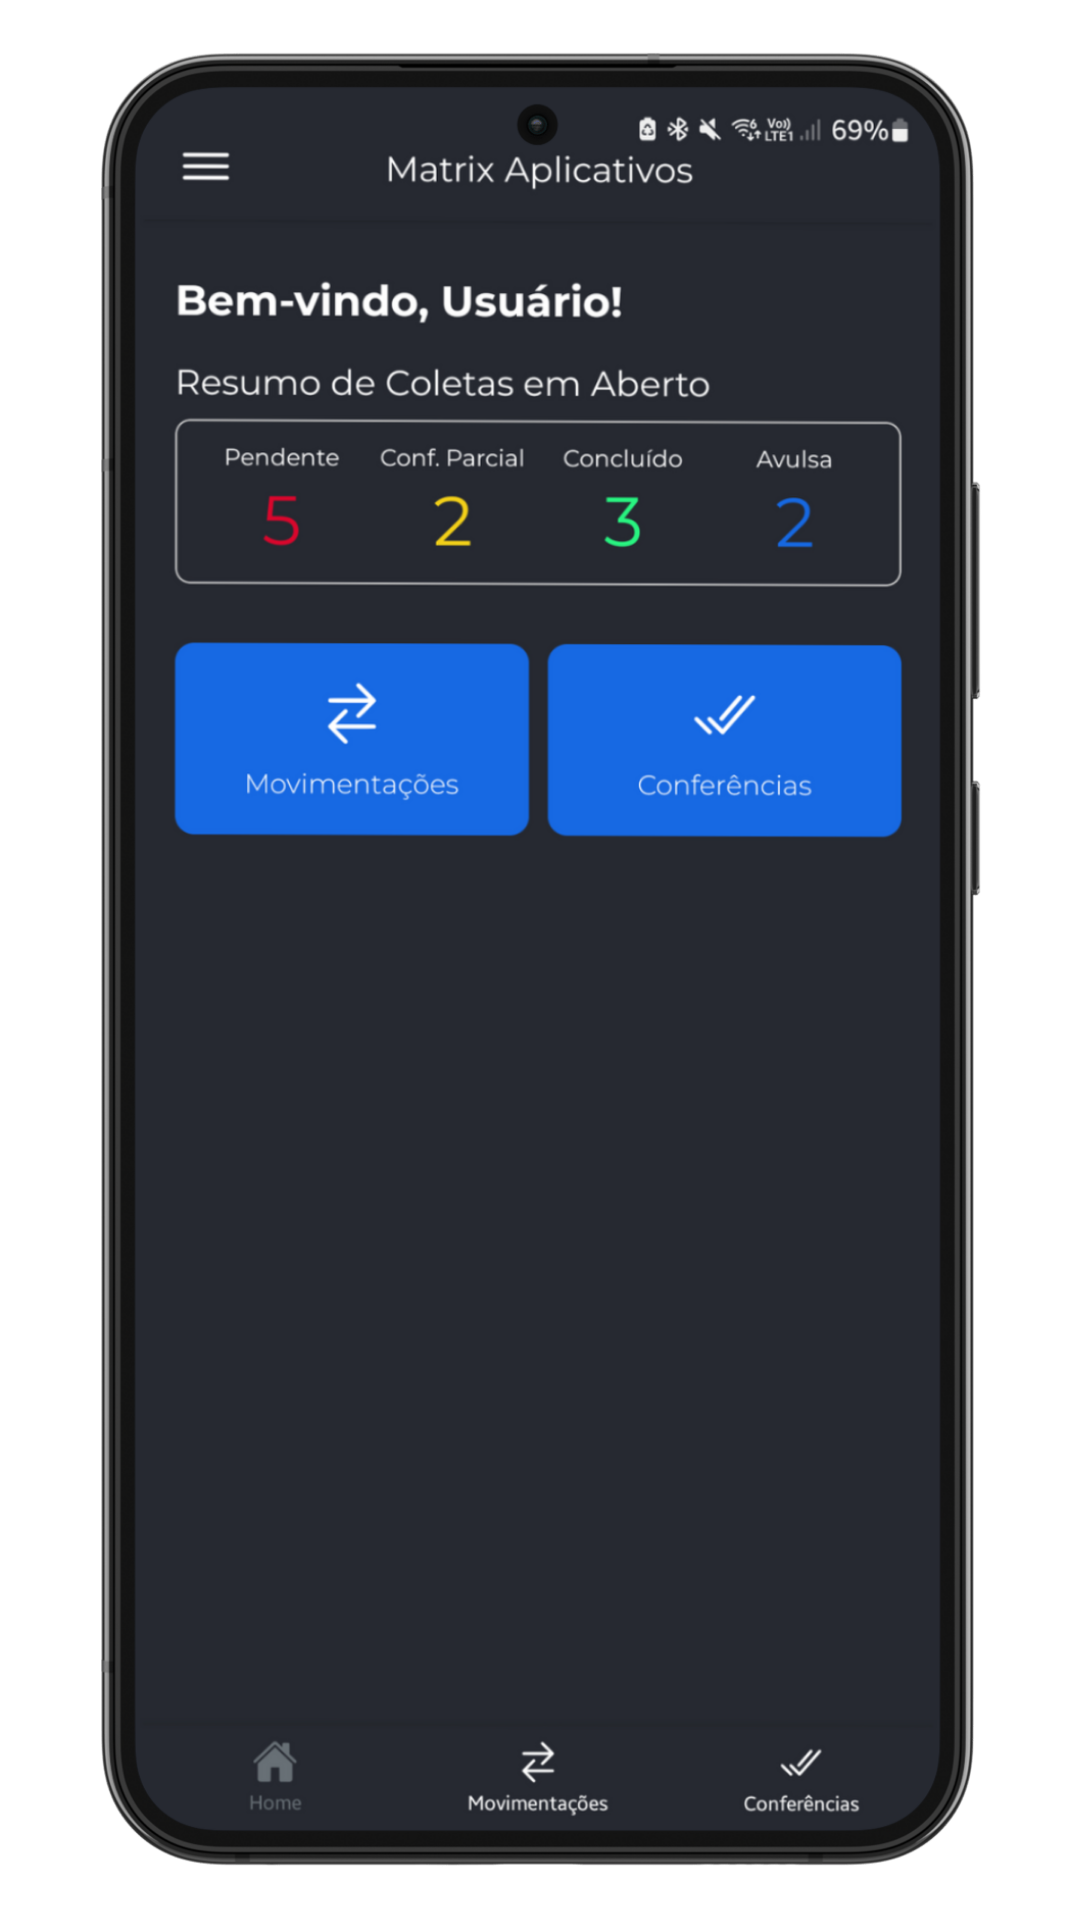 Vo)) LTE1 69%
Matrix Aplicativos
Bem-vindo, Usuário!
Resumo de Coletas em Aberto
Pendente Conf. Parcial Concluído Avulsa
5 2 3 2
Movimentações Conferências
Home Movimentações Conferências